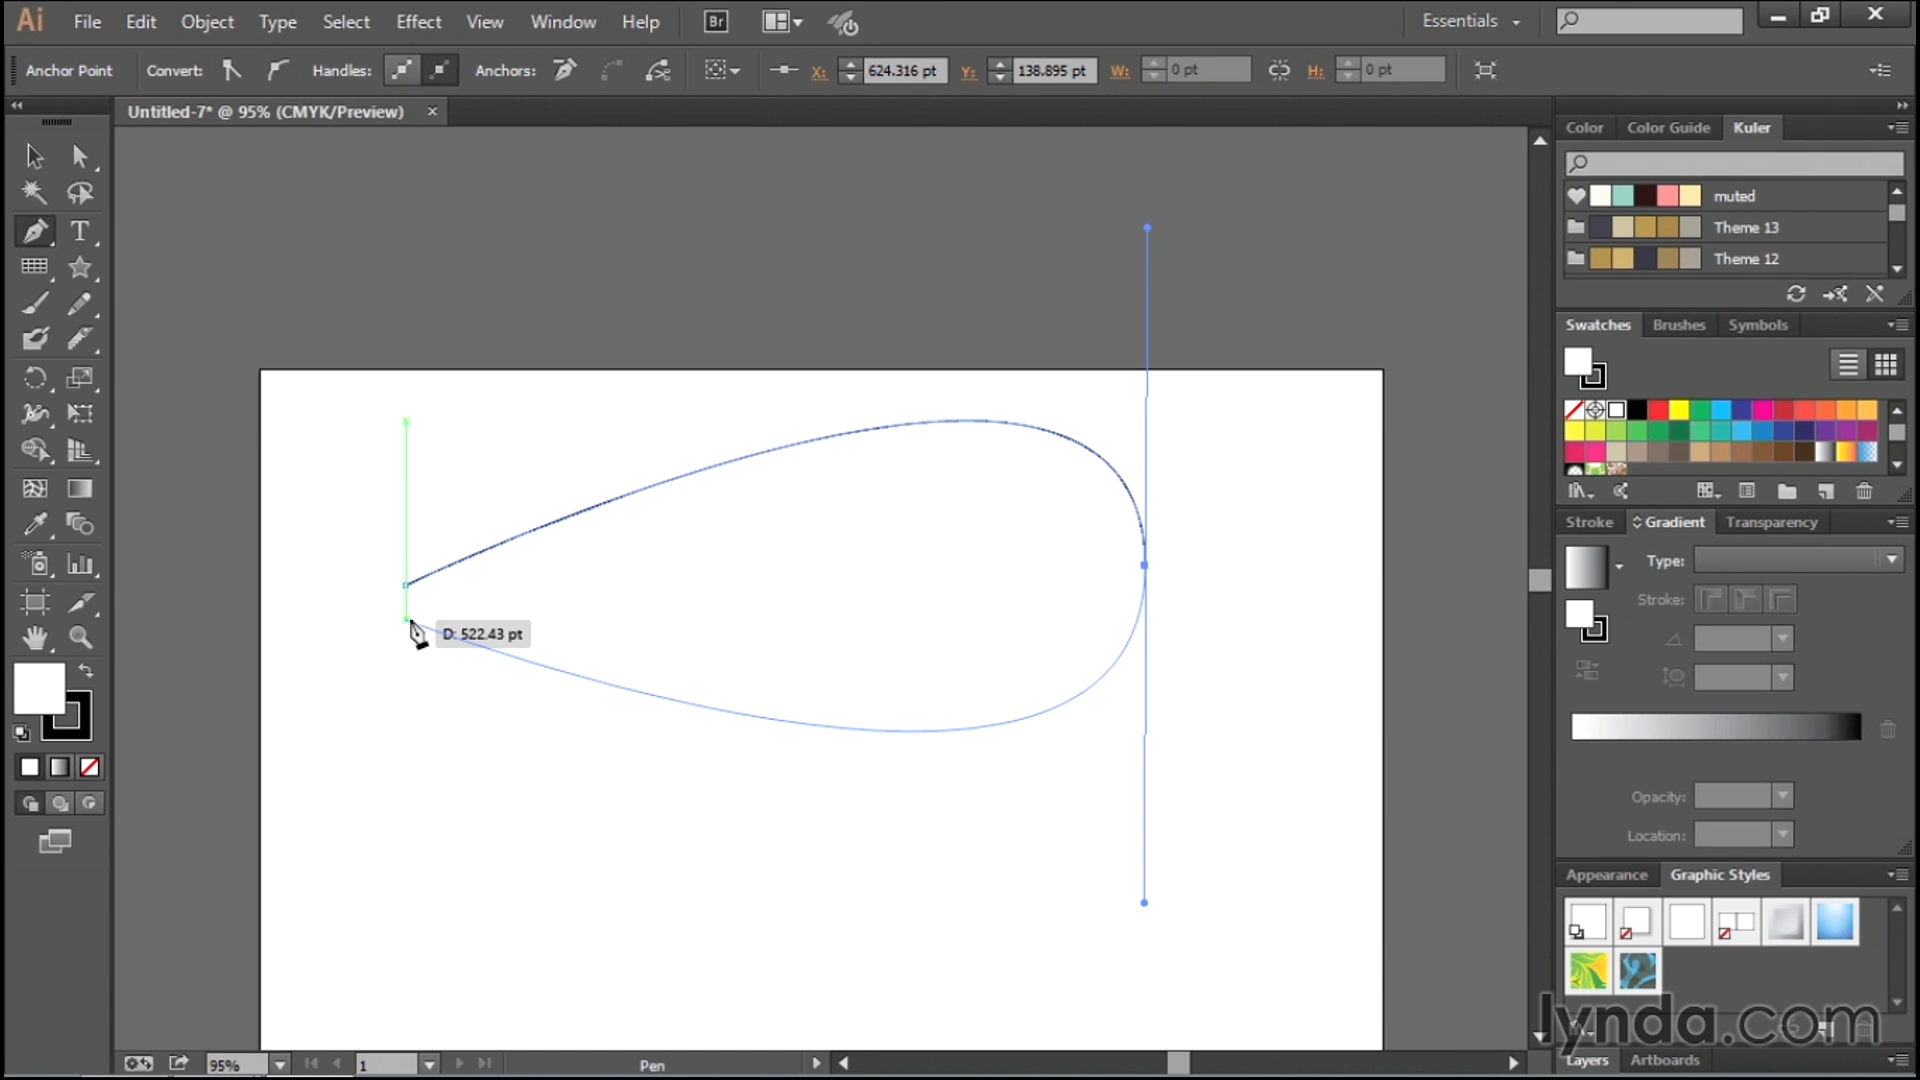 Ai File Edit Object Type Select Effect View Window Help Br Essentials
Anchor Point Convert: Handles: Anchors: X: 624.316 pt Y: 138.895 pt W: 0 pt H: 0 pt
Untitled-7* @ 95% (CMYK/Preview)
Color Color Guide Kuler
muted
Theme 13
Theme 12
Swatches Brushes Symbols
Stroke Gradient Transparency
Type:
Stroke:
D: 522.43 pt
Opacity:
Location:
Appearance Graphic Styles
lynda.com
Layers Artboards
95% 1 Pen